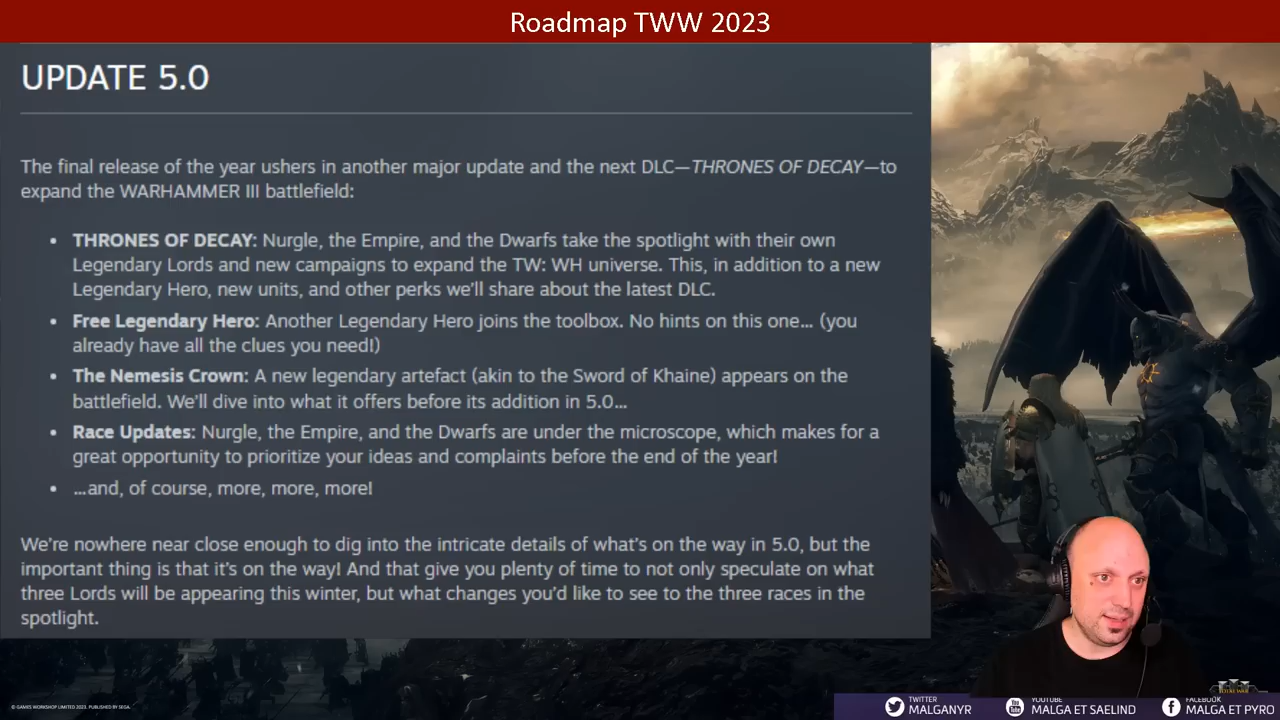 Roadmap TWW 2023
UPDATE 5.0
The final release of the year ushers in another major update and the next DLC—THRONES OF DECAY—to
expand the WARHAMMER III battlefield:
• THRONES OF DECAY: Nurgle, the Empire, and the Dwarfs take the spotlight with their own
Legendary Lords and new campaigns to expand the TW: WH universe. This, in addition to a new
Legendary Hero, new units, and other perks we'll share about the latest DLC.
• Free Legendary Hero: Another Legendary Hero joins the toolbox. No hints on this one... (you
already have all the clues you need!)
• The Nemesis Crown: A new legendary artefact (akin to the Sword of Khaine) appears on the
battlefield. We'll dive into what it offers before its addition in 5.0...
• Race Updates: Nurgle, the Empire, and the Dwarfs are under the microscope, which makes for a
great opportunity to prioritize your ideas and complaints before the end of the year!
• ...and, of course, more, more, more!
We're nowhere near close enough to dig into the intricate details of what's on the way in 5.0, but the
important thing is that it's on the way! And that give you plenty of time to not only speculate on what
three Lords will be appearing this winter, but what changes you'd like to see to the three races in the
spotlight.
© GAMES WORKSHOP LIMITED 2023. PUBLISHED BY SEGA.
TWITTER
MALGANYR
YOUTUBE
MALGA ET SAELIND
FACEBOOK
MALGA ET PYRO